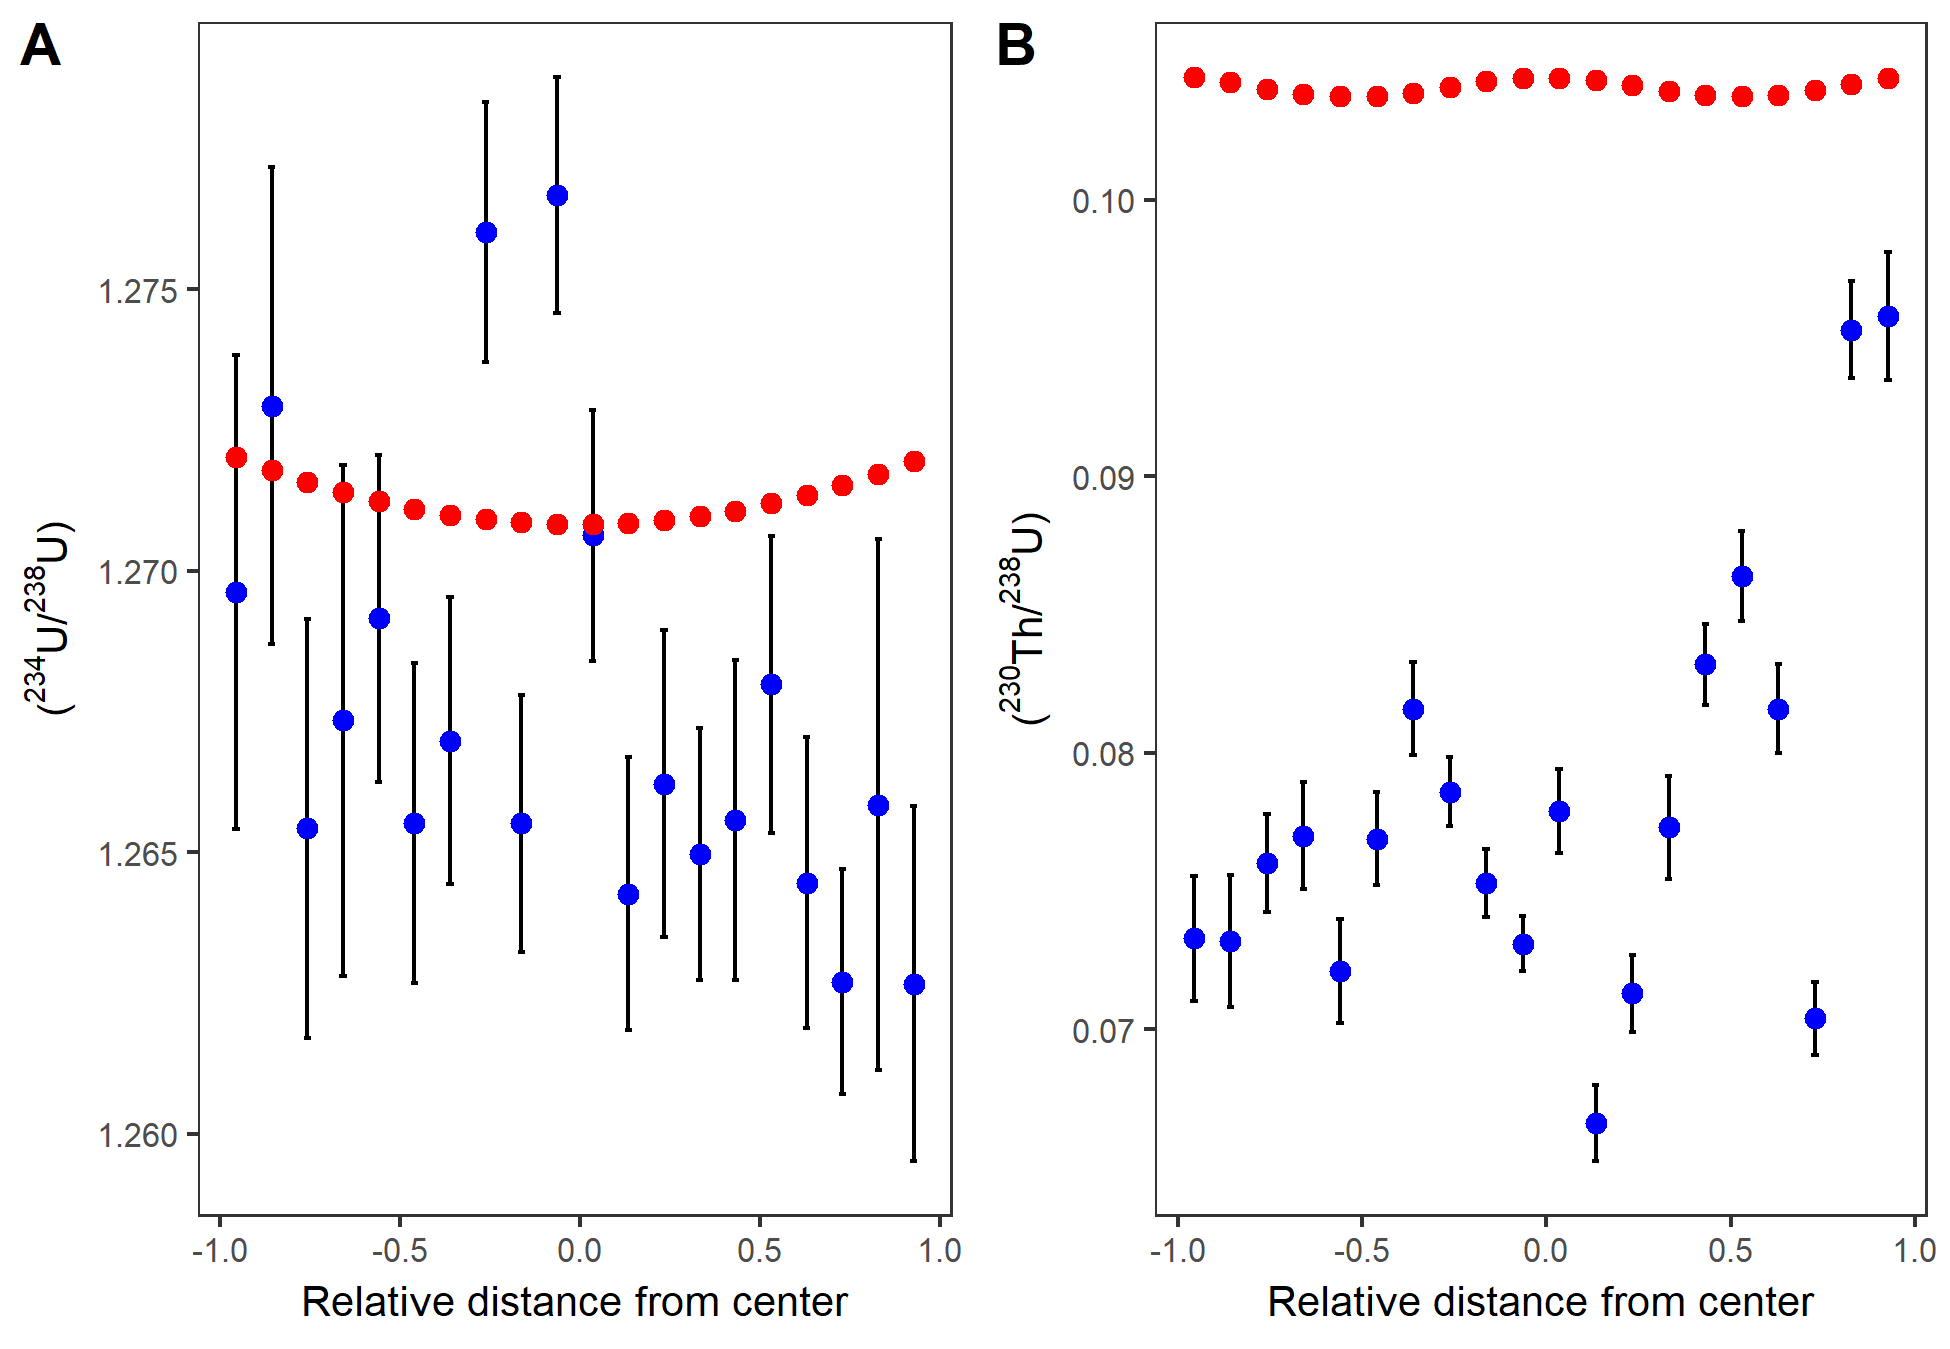 A
B
(²³⁴U/²³⁸U)
1.275
1.270
1.265
1.260
-1.0 -0.5 0.0 0.5 1.0
Relative distance from center
(²³⁰Th/²³⁸U)
0.10
0.09
0.08
0.07
-1.0 -0.5 0.0 0.5 1.0
Relative distance from center